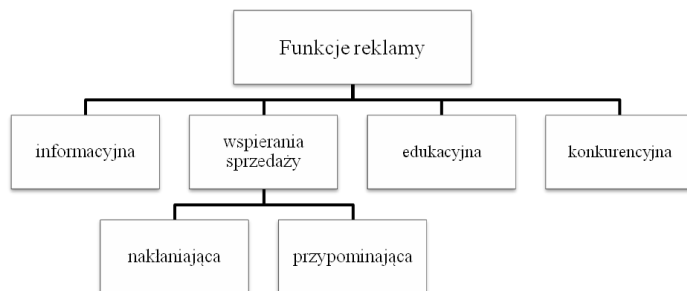 Funkcje reklamy
informacyjna
wspierania
sprzedaży
edukacyjna
konkurencyjna
nakłaniająca
przypominająca